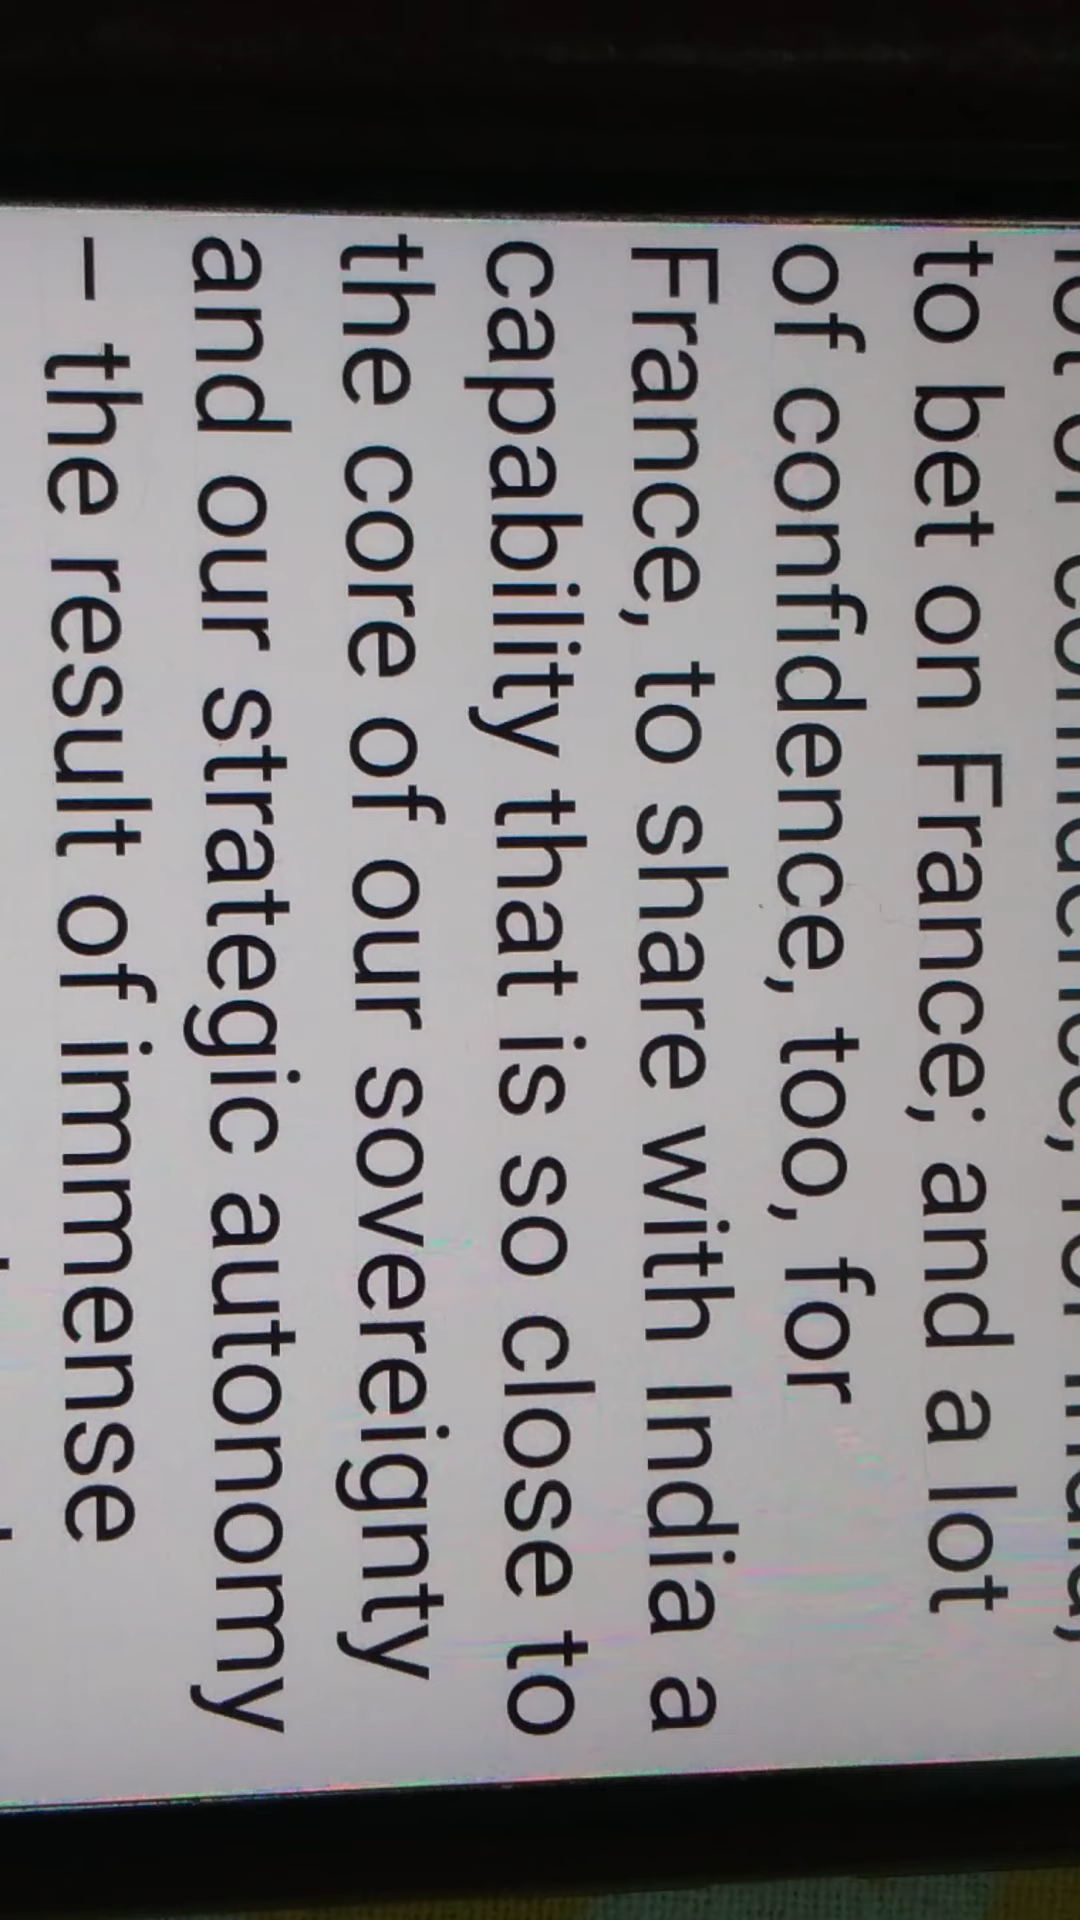 to bet on France; and a lot
of confidence, too, for
France, to share with India a
capability that is so close to
the core of our sovereignty
and our strategic autonomy
– the result of immense